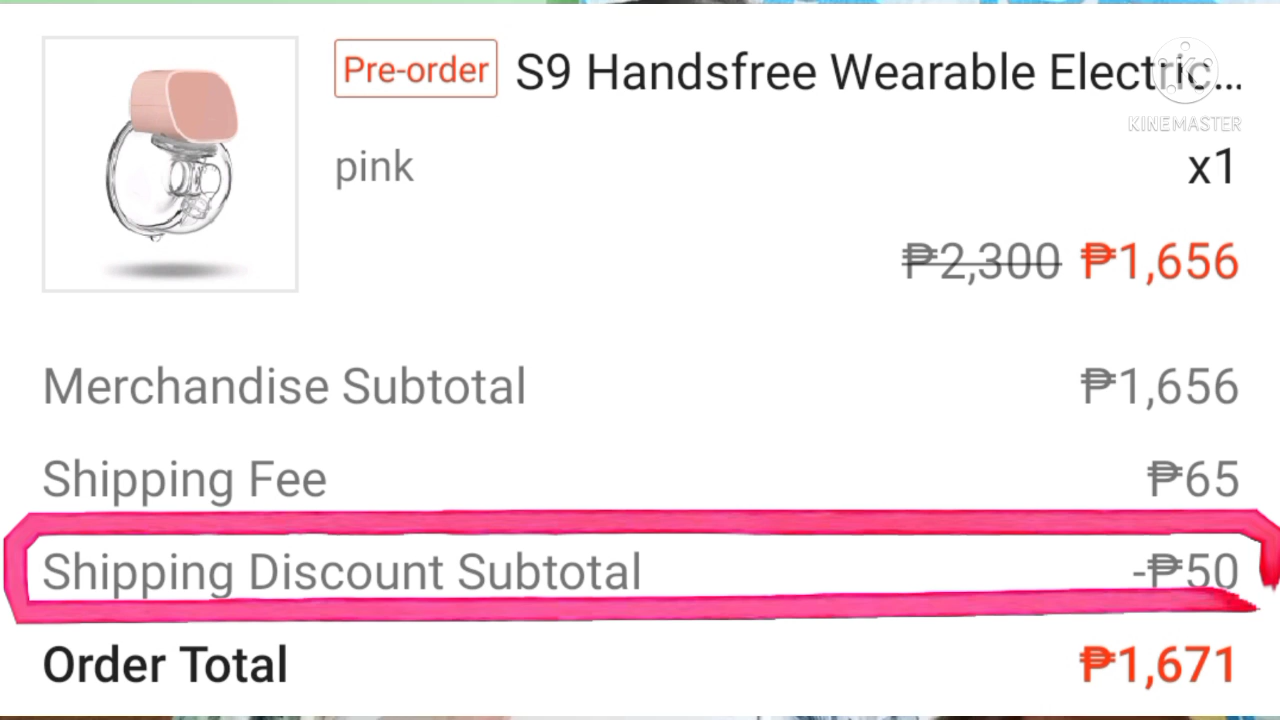 Pre-order S9 Handsfree Wearable Electric...
KINEMASTER
pink
x1
₱2,300 ₱1,656
Merchandise Subtotal ₱1,656
Shipping Fee ₱65
Shipping Discount Subtotal -₱50
Order Total ₱1,671